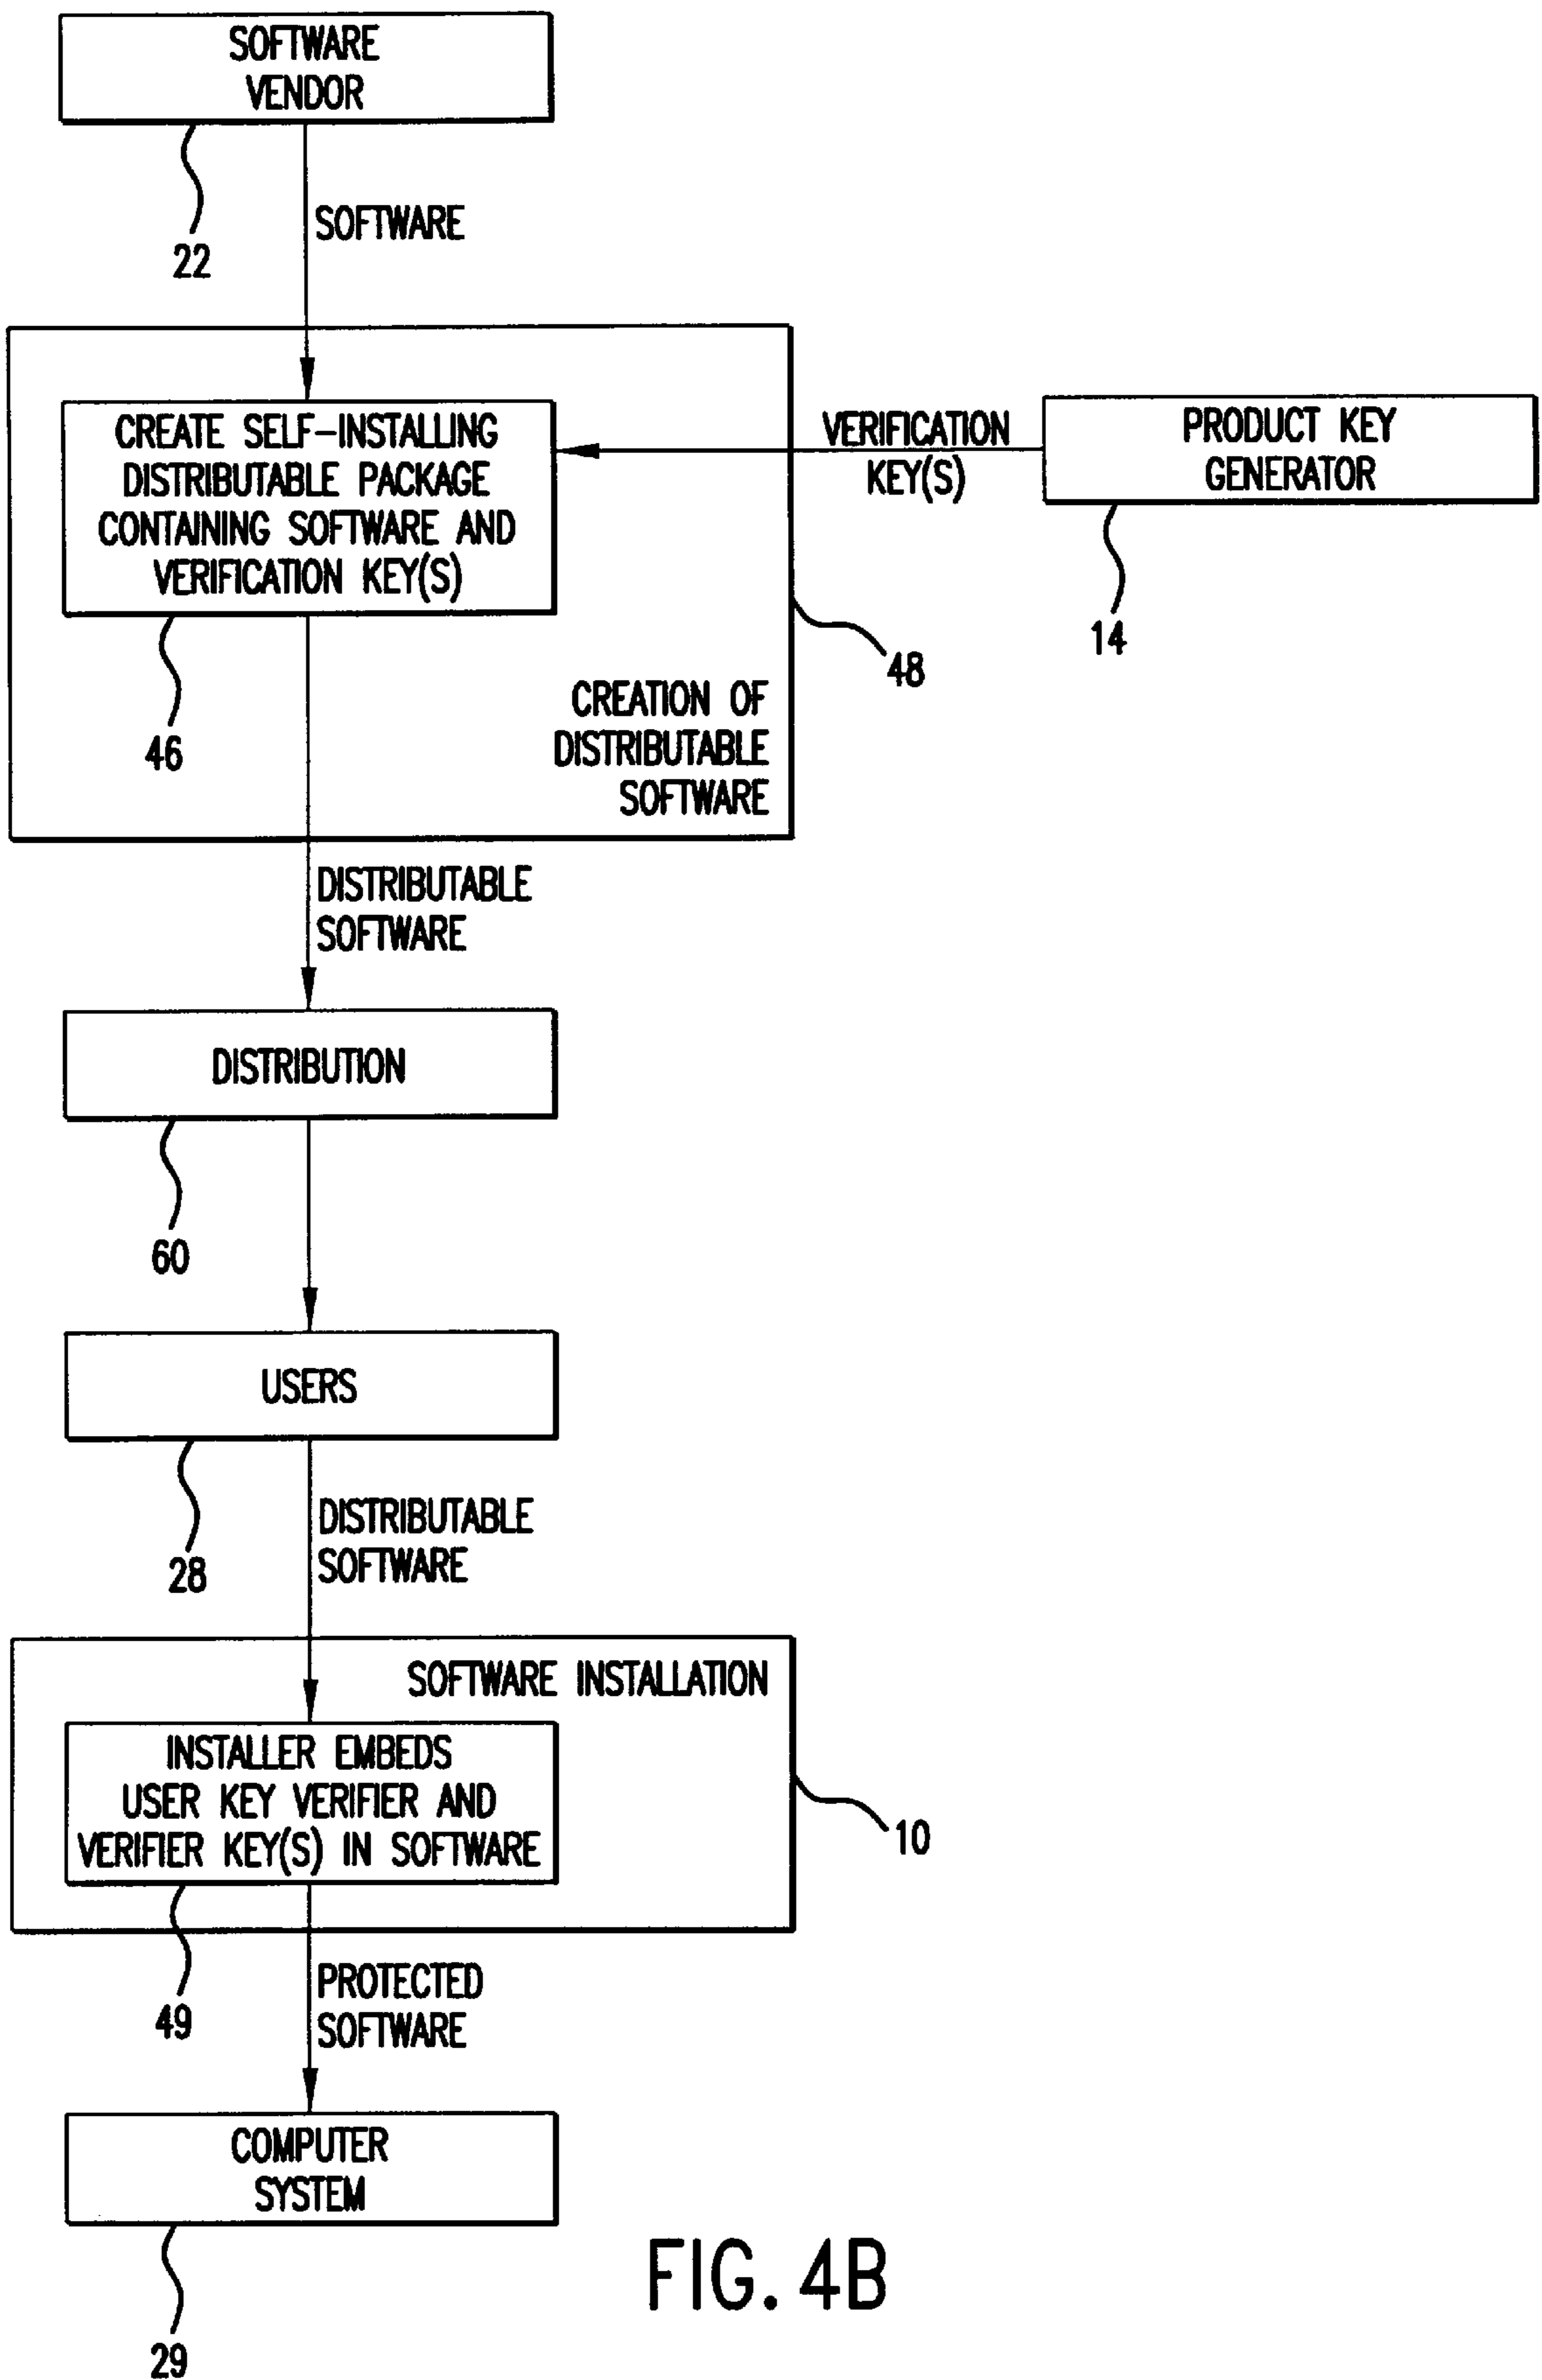 SOFTWARE
VENDOR
22
SOFTWARE
CREATE SELF-INSTALLING
DISTRIBUTABLE PACKAGE
CONTAINING SOFTWARE AND
VERIFICATION KEY(S)
46
VERIFICATION
KEY(S)
PRODUCT KEY
GENERATOR
14
48
CREATION OF
DISTRIBUTABLE
SOFTWARE
DISTRIBUTABLE
SOFTWARE
DISTRIBUTION
60
USERS
28
DISTRIBUTABLE
SOFTWARE
SOFTWARE INSTALLATION
INSTALLER EMBEDS
USER KEY VERIFIER AND
VERIFIER KEY(S) IN SOFTWARE
10
49
PROTECTED
SOFTWARE
COMPUTER
SYSTEM
29
FIG. 4B